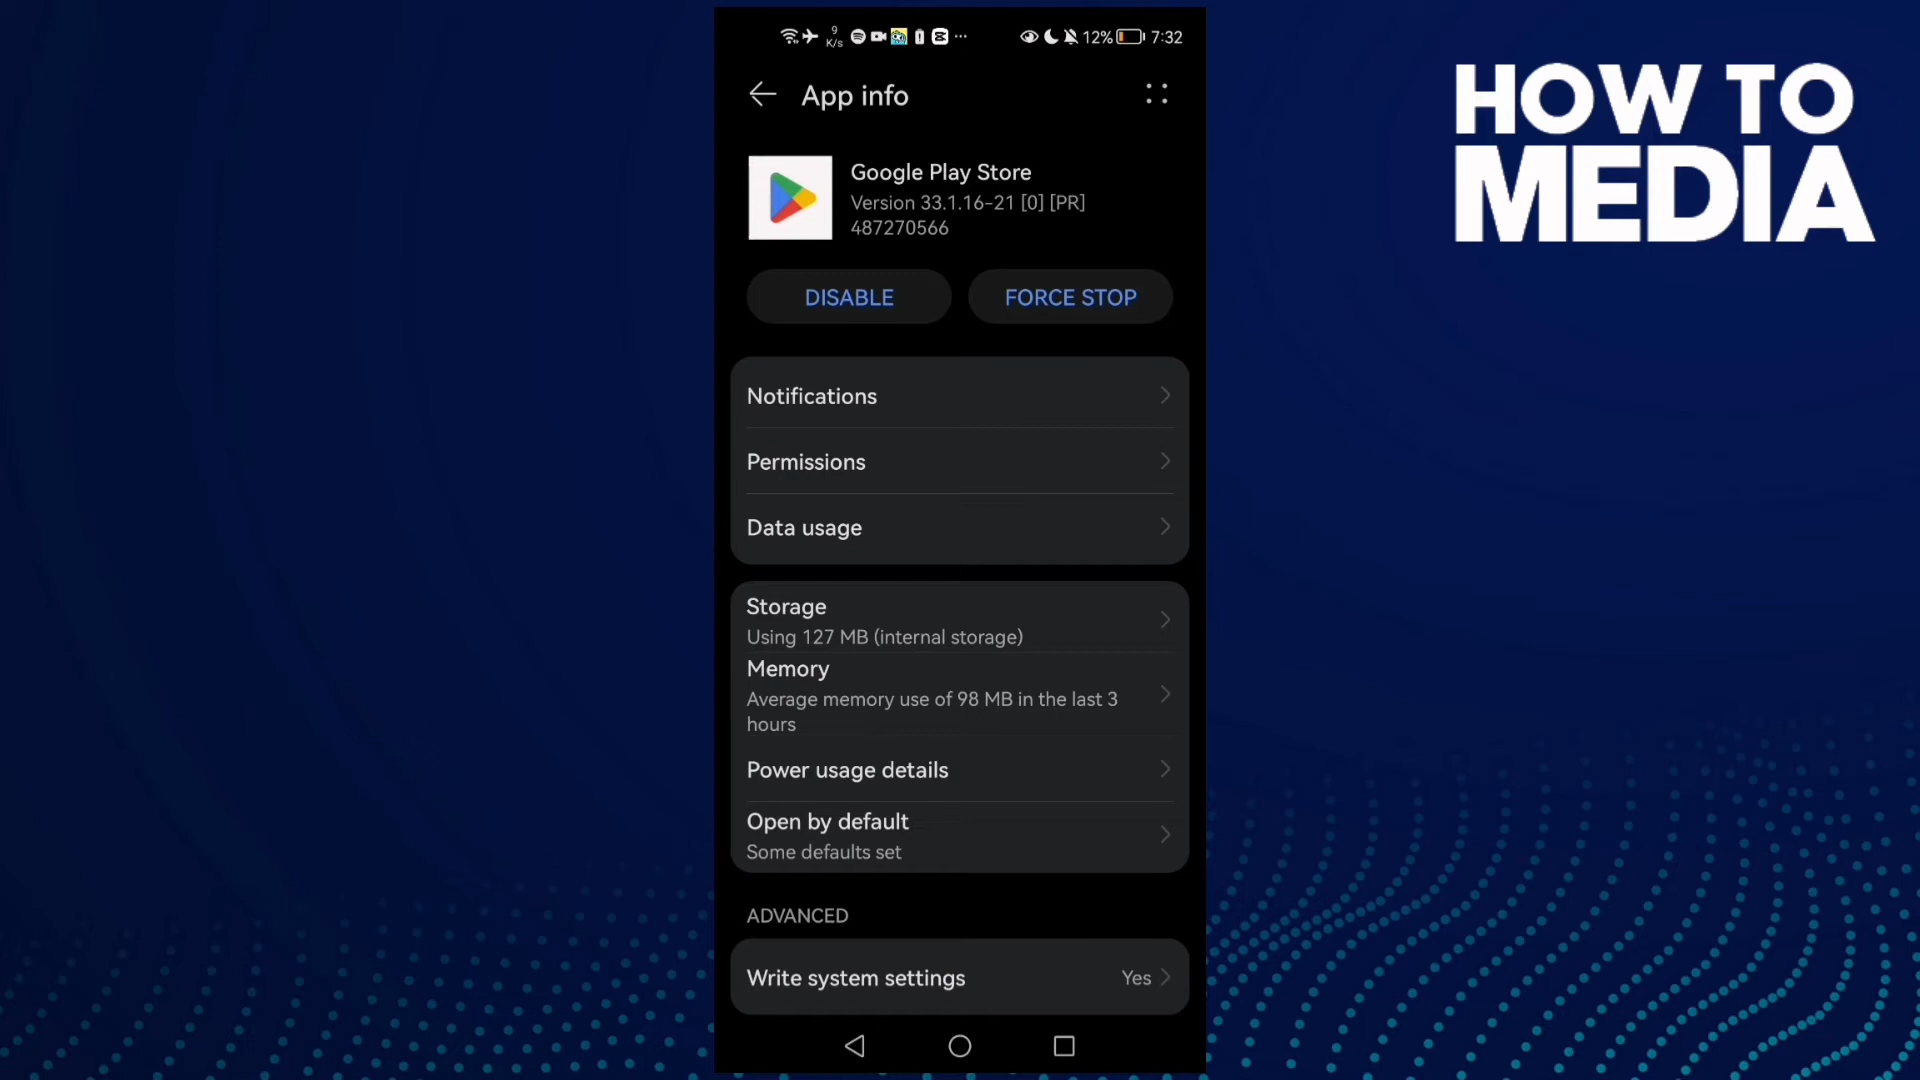 9
K/s
12%
7:32
HOW TO
MEDIA
App info
Google Play Store
Version 33.1.16-21 [0] [PR]
487270566
DISABLE
FORCE STOP
Notifications
Permissions
Data usage
Storage
Using 127 MB (internal storage)
Memory
Average memory use of 98 MB in the last 3
hours
Power usage details
Open by default
Some defaults set
ADVANCED
Write system settings
Yes